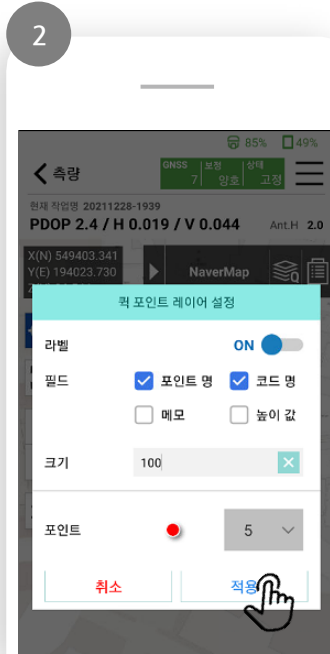 2
85% 49%
측량
GNSS 보정 상태
7 양호 고정
현재 작업명 20211228-1939
PDOP 2.4 / H 0.019 / V 0.044 Ant.H 2.0
X(N) 549403.341
Y(E) 194023.730
NaverMap
퀵 포인트 레이어 설정
라벨 ON
필드 포인트 명 코드 명
메모 높이 값
크기 100
포인트 5
취소 적용